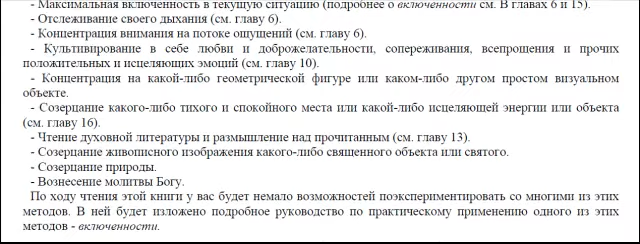 - Максимальная включенность в текущую ситуацию (подробнее о включенности см. В главах 6 и 15).
- Отслеживание своего дыхания (см. главу 6).
- Концентрация внимания на потоке ощущений (см. главу 6).
- Культивирование в себе любви и доброжелательности, сопереживания, всепрошения и прочих
положительных и исцеляющих эмоций (см. главу 10).
- Концентрация на какой-либо геометрической фигуре или каком-либо другом простом визуальном
объекте.
- Созерцание какого-либо тихого и спокойного места или какой-либо исцеляющей энергии или объекта
(см. главу 16).
- Чтение духовной литературы и размышление над прочитанным (см. главу 13).
- Созерцание живописного изображения какого-либо священного объекта или святого.
- Созерцание природы.
- Вознесение молитвы Богу.
По ходу чтения этой книги у вас будет немало возможностей поэкспериментировать со многими из этих
методов. В ней будет изложено подробное руководство по практическому применению одного из этих
методов - включенности.